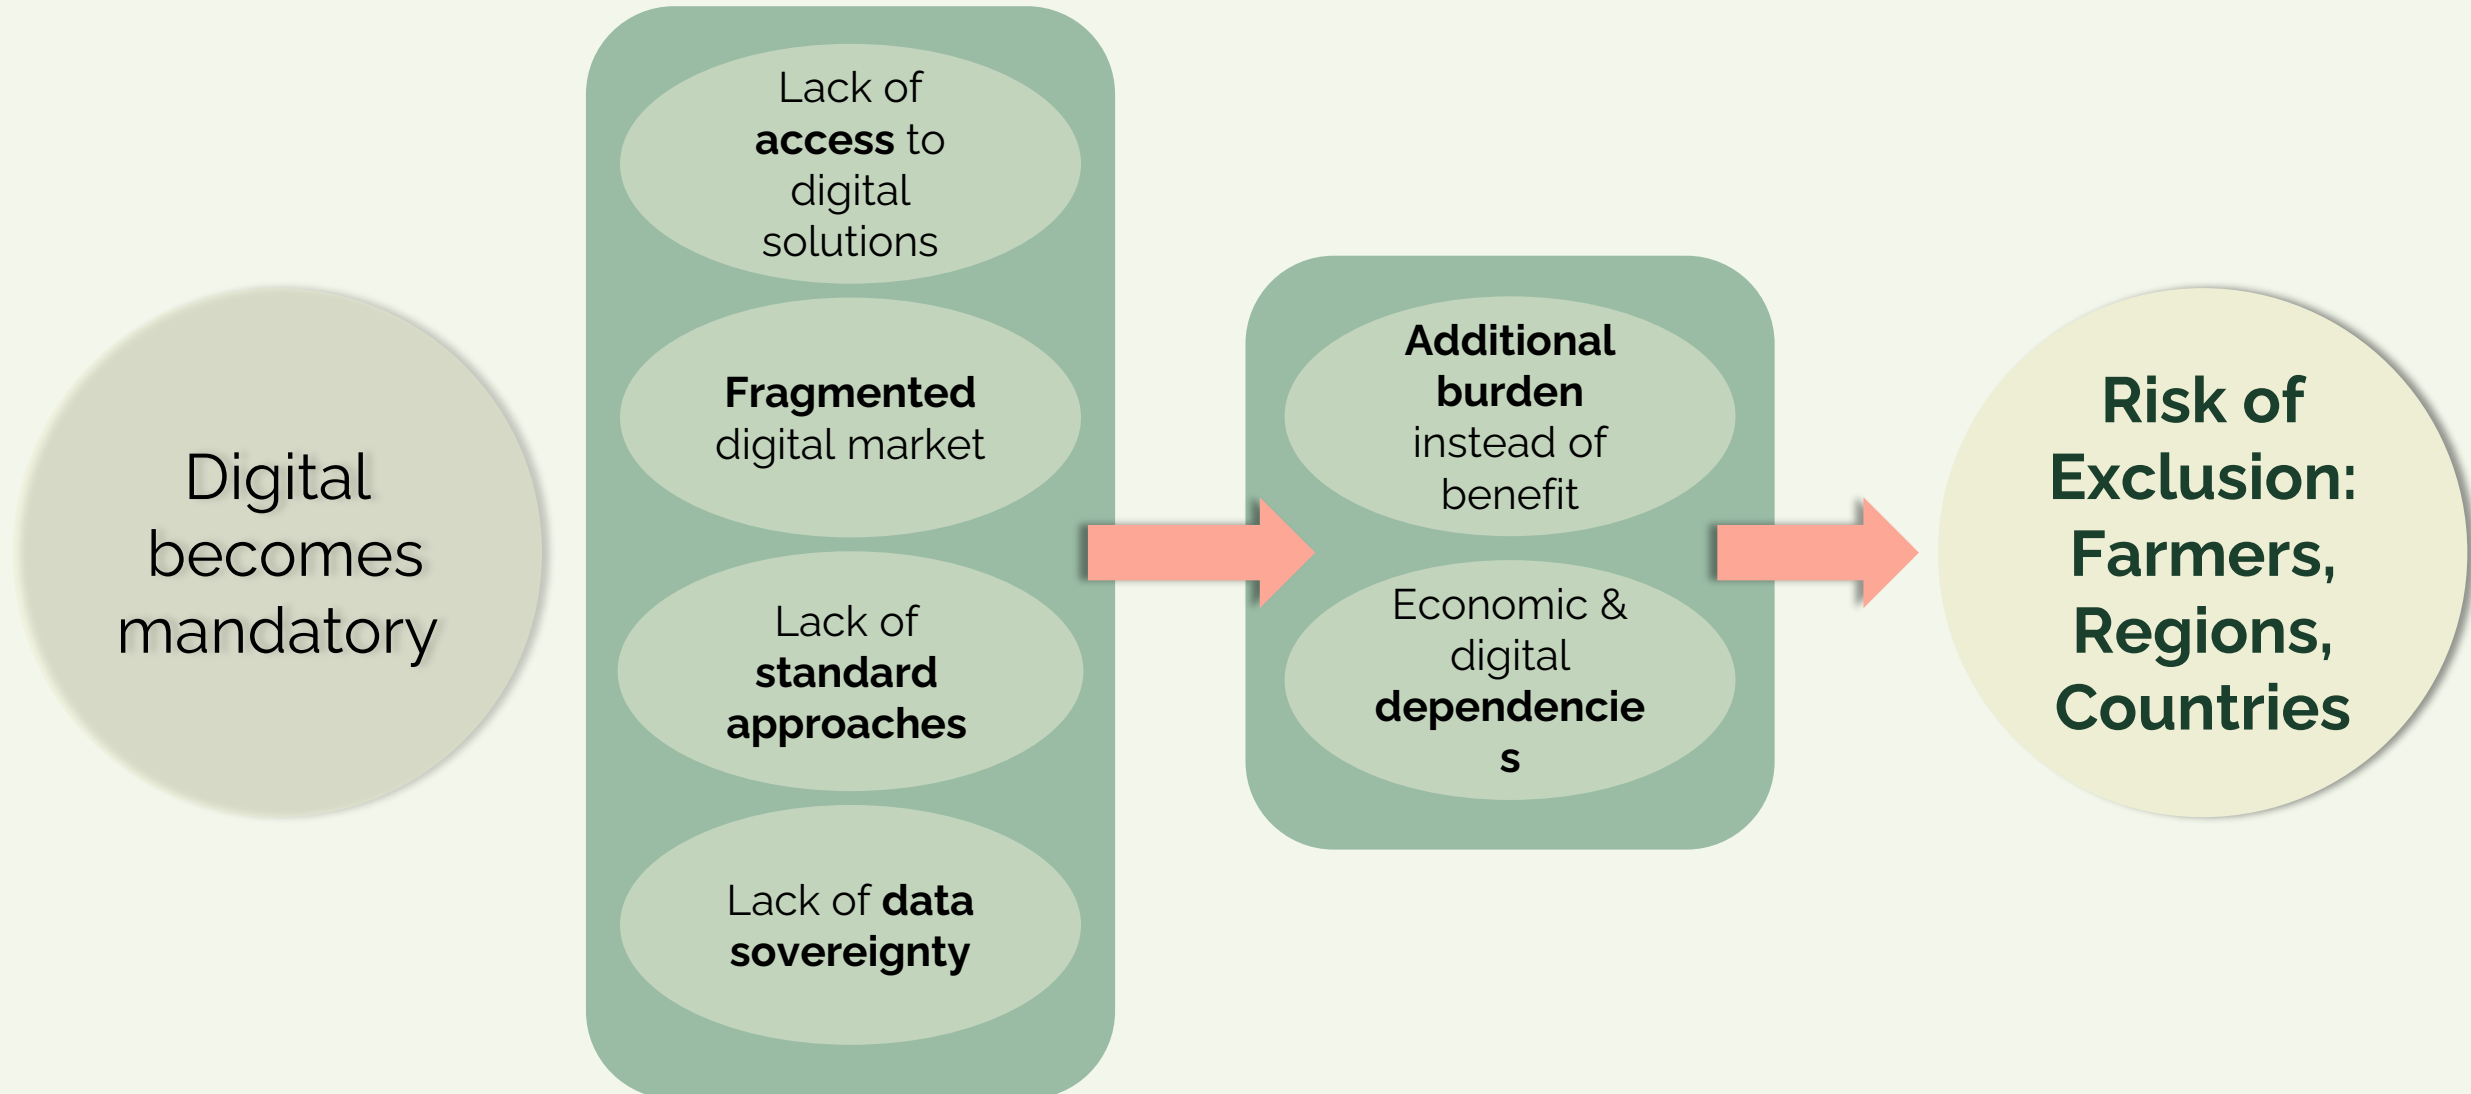 Digital
becomes
mandatory
Lack of
access to
digital
solutions
Fragmented
digital market
Lack of
standard
approaches
Lack of data
sovereignty
Additional
burden
instead of
benefit
Economic &
digital
dependencie
s
Risk of
Exclusion:
Farmers,
Regions,
Countries